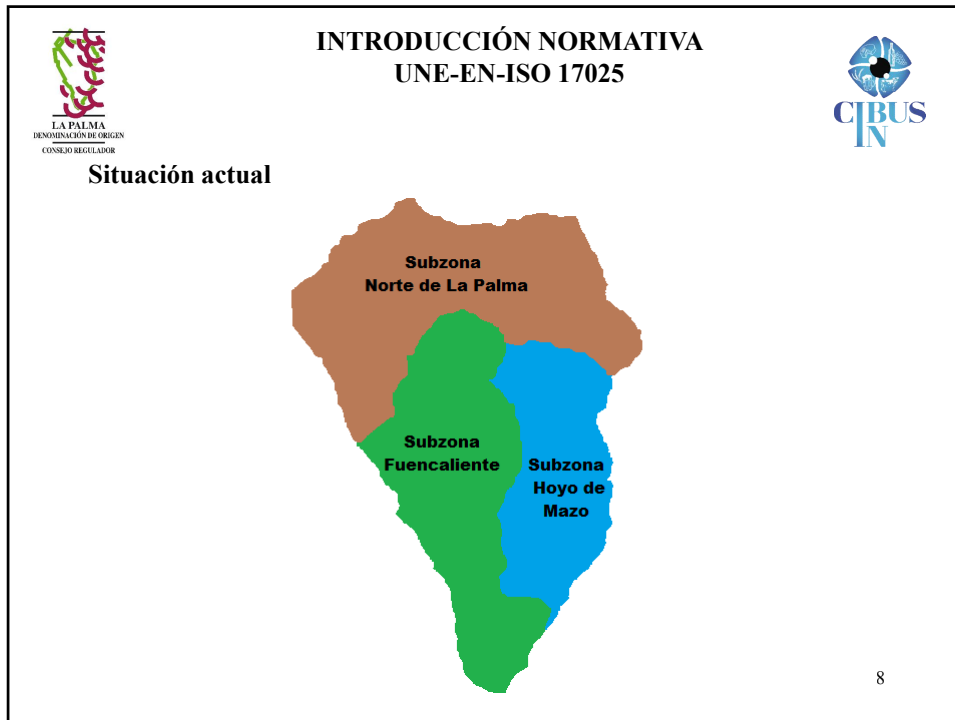 INTRODUCCIÓN NORMATIVA
UNE-EN-ISO 17025
LA PALMA
DENOMINACIÓN DE ORIGEN
CONSEJO REGULADOR
CIBUS
IN
Situación actual
Subzona
Norte de La Palma
Subzona
Fuencaliente
Subzona
Hoyo de
Mazo
8